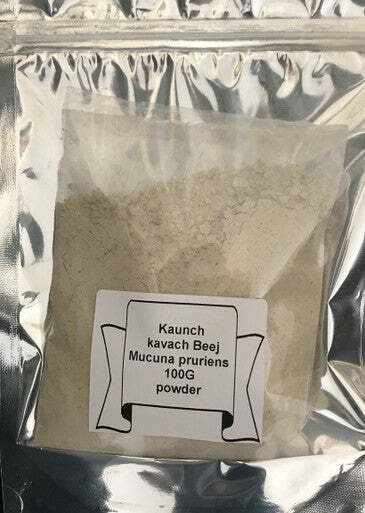 Kaunch
kavach Beej
Mucuna pruriens
100G
powder